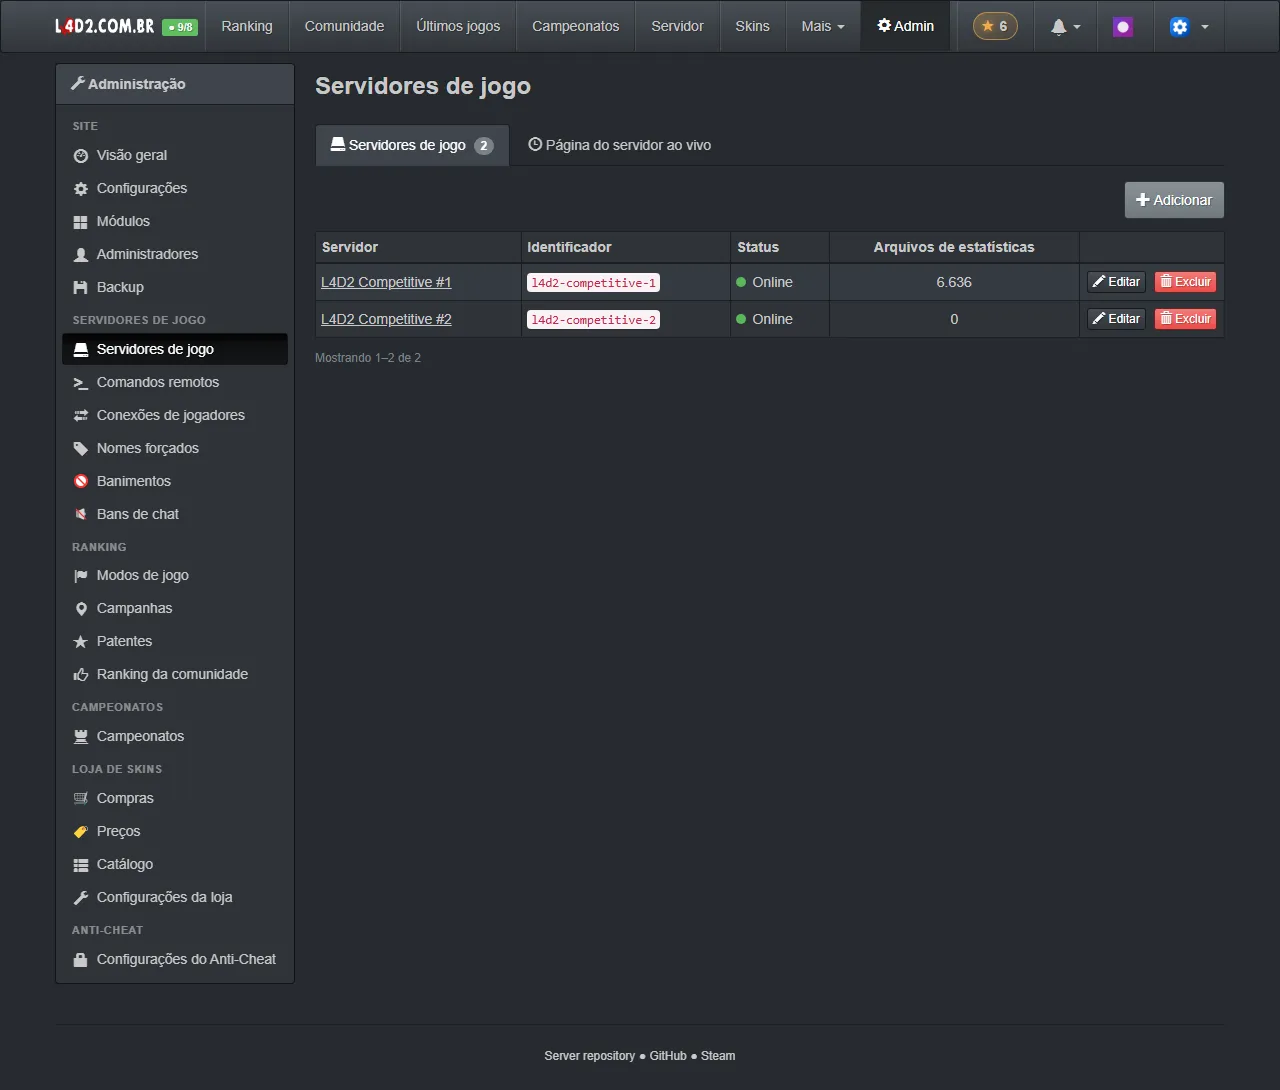 L4D2.COM.BR 9/8 Ranking Comunidade Últimos jogos Campeonatos Servidor Skins Mais Admin 6
Administração
SITE
Visão geral
Configurações
Módulos
Administradores
Backup
SERVIDORES DE JOGO
Servidores de jogo
Comandos remotos
Conexões de jogadores
Nomes forçados
Banimentos
Bans de chat
RANKING
Modos de jogo
Campanhas
Patentes
Ranking da comunidade
CAMPEONATOS
Campeonatos
LOJA DE SKINS
Compras
Preços
Catálogo
Configurações da loja
ANTI-CHEAT
Configurações do Anti-Cheat
Servidores de jogo
Servidores de jogo 2 Página do servidor ao vivo
Adicionar
Servidor Identificador Status Arquivos de estatísticas
L4D2 Competitive #1 l4d2-competitive-1 Online 6.636 Editar Excluir
L4D2 Competitive #2 l4d2-competitive-2 Online 0 Editar Excluir
Mostrando 1–2 de 2
Server repository ● GitHub ● Steam